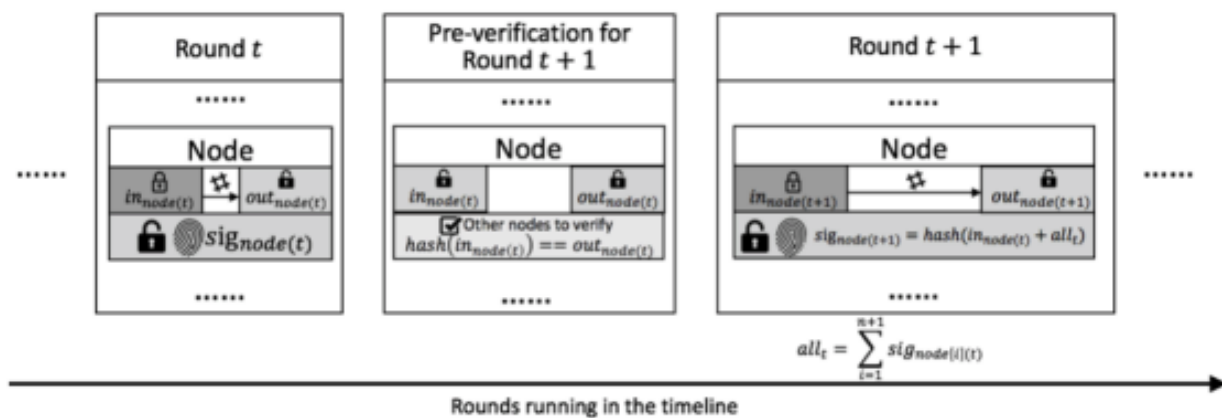 Round t
......
Node
in_node(t)
out_node(t)
sig_node(t)
......
Pre-verification for
Round t + 1
......
Node
in_node(t)
out_node(t)
Other nodes to verify
hash(in_node(t)) == out_node(t)
......
Round t + 1
......
Node
in_node(t+1)
out_node(t+1)
sig_node(t+1) = hash(in_node(t) + all_t)
......
......
......
all_t = ∑_{i=1}^{n+1} sig_node[i](t)
Rounds running in the timeline